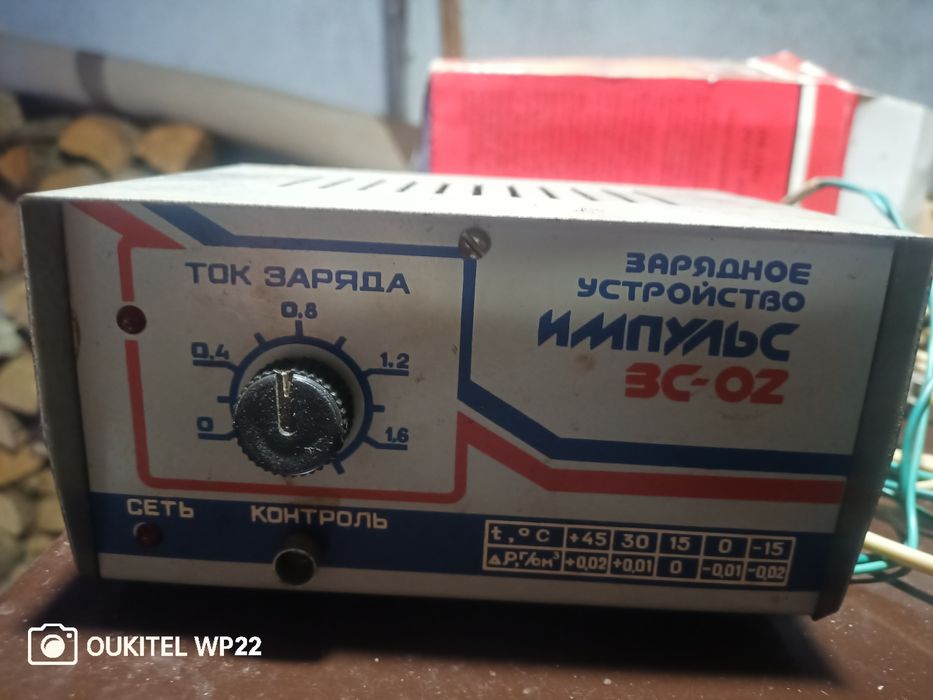 ТОК ЗАРЯДА
0,8
0,4
1,2
0
1,6
ЗАРЯДНОЕ
УСТРОЙСТВО
ИМПУЛЬС
ЗС-02
СЕТЬ
КОНТРОЛЬ
t, °C +45 30 15 0 -15
Δρ,г/см³ +0,02 +0,01 0 -0,01 -0,02
OUKITEL WP22